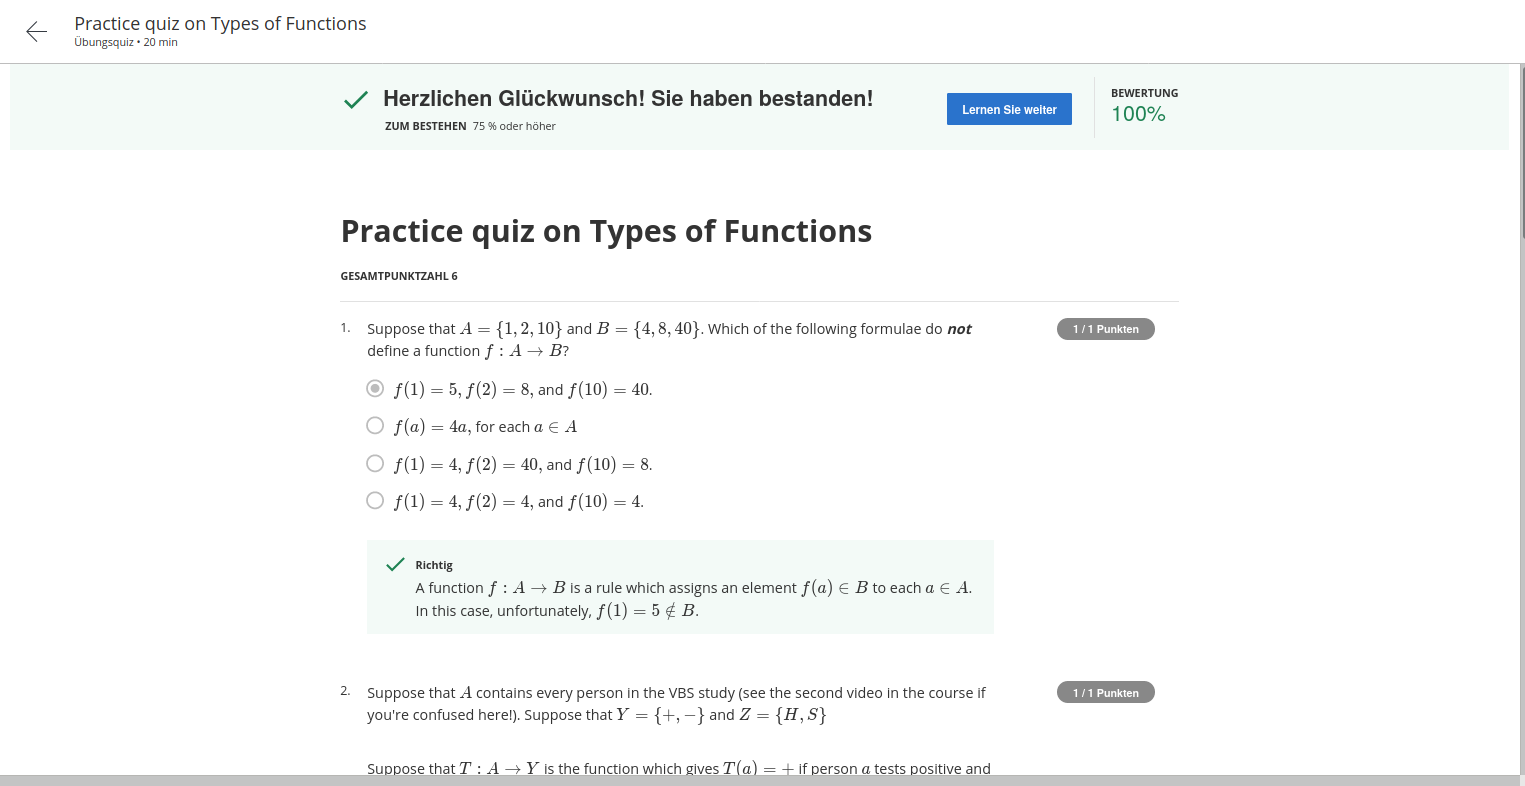 Practice quiz on Types of Functions
Übungsquiz • 20 min
Herzlichen Glückwunsch! Sie haben bestanden!
ZUM BESTEHEN 75 % oder höher
Lernen Sie weiter
BEWERTUNG
100%
Practice quiz on Types of Functions
GESAMTPUNKTZAHL 6
1. Suppose that A = {1, 2, 10} and B = {4, 8, 40}. Which of the following formulae do not
define a function f : A → B?
1 / 1 Punkten
f(1) = 5, f(2) = 8, and f(10) = 40.
f(a) = 4a, for each a ∈ A
f(1) = 4, f(2) = 40, and f(10) = 8.
f(1) = 4, f(2) = 4, and f(10) = 4.
Richtig
A function f : A → B is a rule which assigns an element f(a) ∈ B to each a ∈ A.
In this case, unfortunately, f(1) = 5 ∉ B.
2. Suppose that A contains every person in the VBS study (see the second video in the course if
you're confused here!). Suppose that Y = {+, −} and Z = {H, S}
1 / 1 Punkten
Suppose that T : A → Y is the function which gives T(a) = + if person a tests positive and